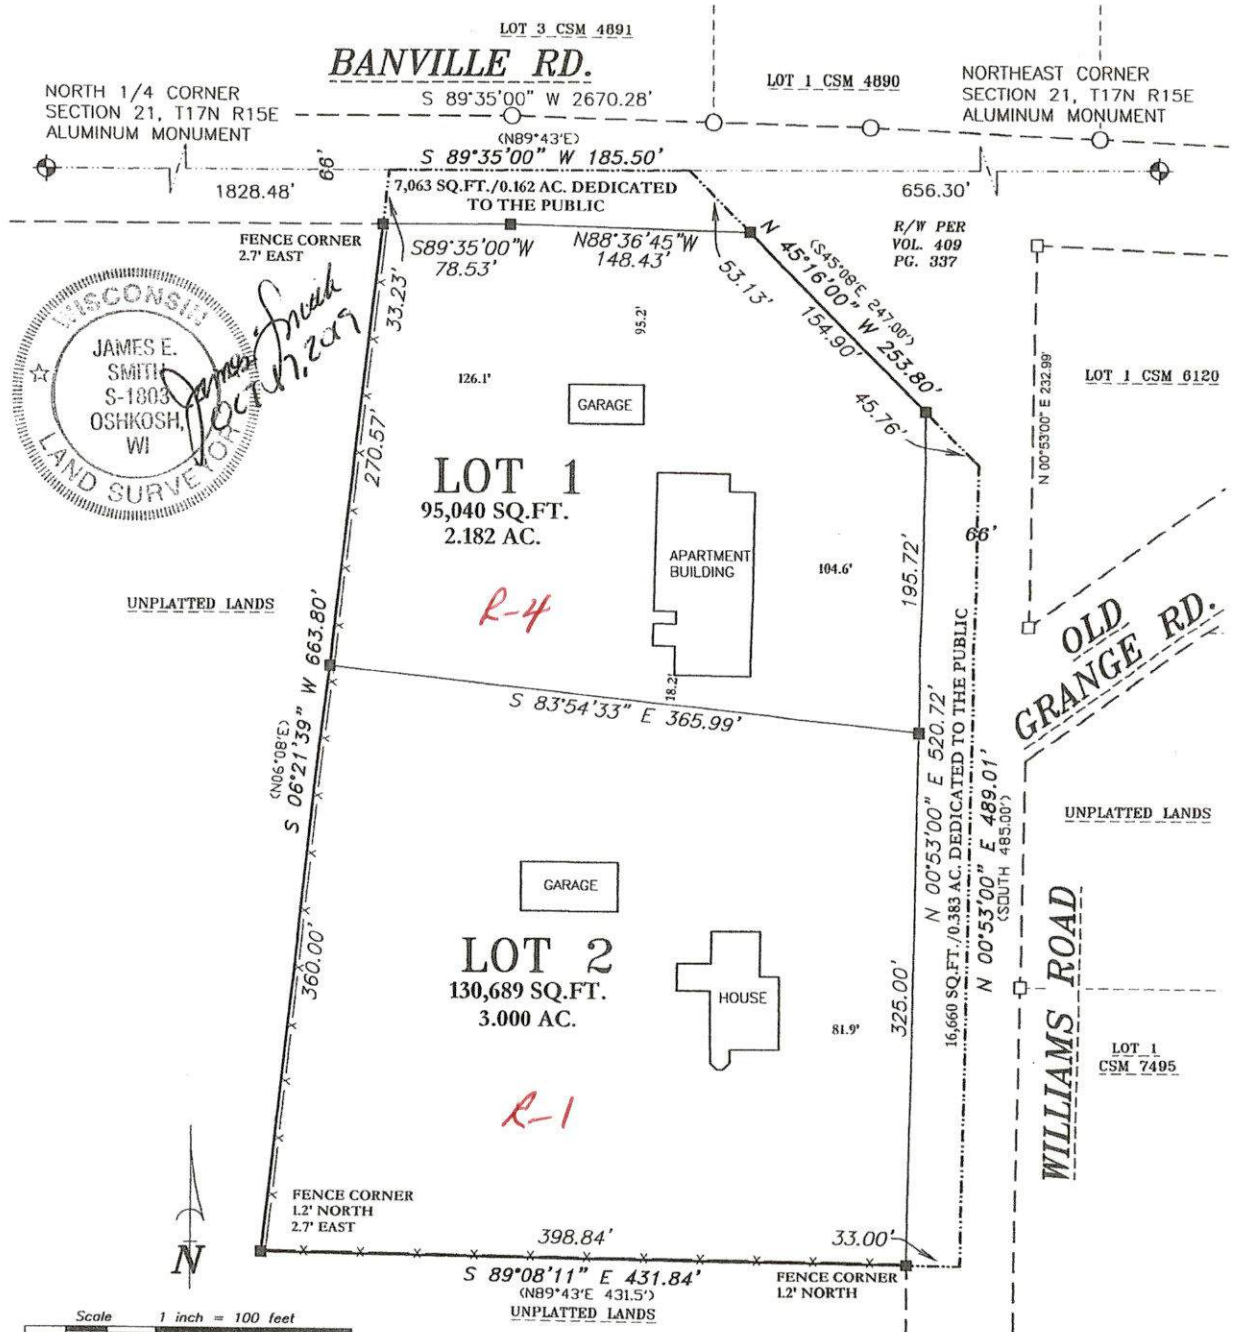 LOT 3 CSM 4891
BANVILLE RD.
S 89°35'00" W 2670.28'
LOT 1 CSM 4890
NORTH 1/4 CORNER
SECTION 21, T17N R15E
ALUMINUM MONUMENT
NORTHEAST CORNER
SECTION 21, T17N R15E
ALUMINUM MONUMENT
(N89°43'E)
S 89°35'00" W 185.50'
66'
1828.48'
656.30'
7,063 SQ.FT./0.162 AC. DEDICATED
TO THE PUBLIC
R/W PER
VOL. 409
PG. 337
FENCE CORNER
2.7' EAST
S89°35'00"W
78.53'
N88°36'45"W
148.43'
33.23'
53.13'
(S45°08'E 247.00')
N 45°16'00" W 253.80'
154.90'
45.76'
WISCONSIN
JAMES E.
SMITH
S-1803
OSHKOSH,
WI
LAND SURVEYOR
James Smith
OCT 17, 2019
95.2'
126.1'
GARAGE
N 00°53'00" E 232.99'
LOT 1 CSM 6120
270.57'
LOT 1
95,040 SQ.FT.
2.182 AC.
R-4
APARTMENT
BUILDING
104.6'
195.72'
66'
UNPLATTED LANDS
OLD
GRANGE RD.
18.2'
S 83°54'33" E 365.99'
S 06°21'39" W 663.80'
(N06°08'E)
N 00°53'00" E 520.72'
16,660 SQ.FT./0.383 AC. DEDICATED TO THE PUBLIC
N 00°53'00" E 489.01'
(SOUTH 485.00')
UNPLATTED LANDS
GARAGE
360.00'
LOT 2
130,689 SQ.FT.
3.000 AC.
HOUSE
81.9'
325.00'
WILLIAMS ROAD
LOT 1
CSM 7495
R-1
FENCE CORNER
1.2' NORTH
2.7' EAST
N
398.84'
33.00'
S 89°08'11" E 431.84'
(N89°43'E 431.5')
UNPLATTED LANDS
FENCE CORNER
1.2' NORTH
Scale 1 inch = 100 feet